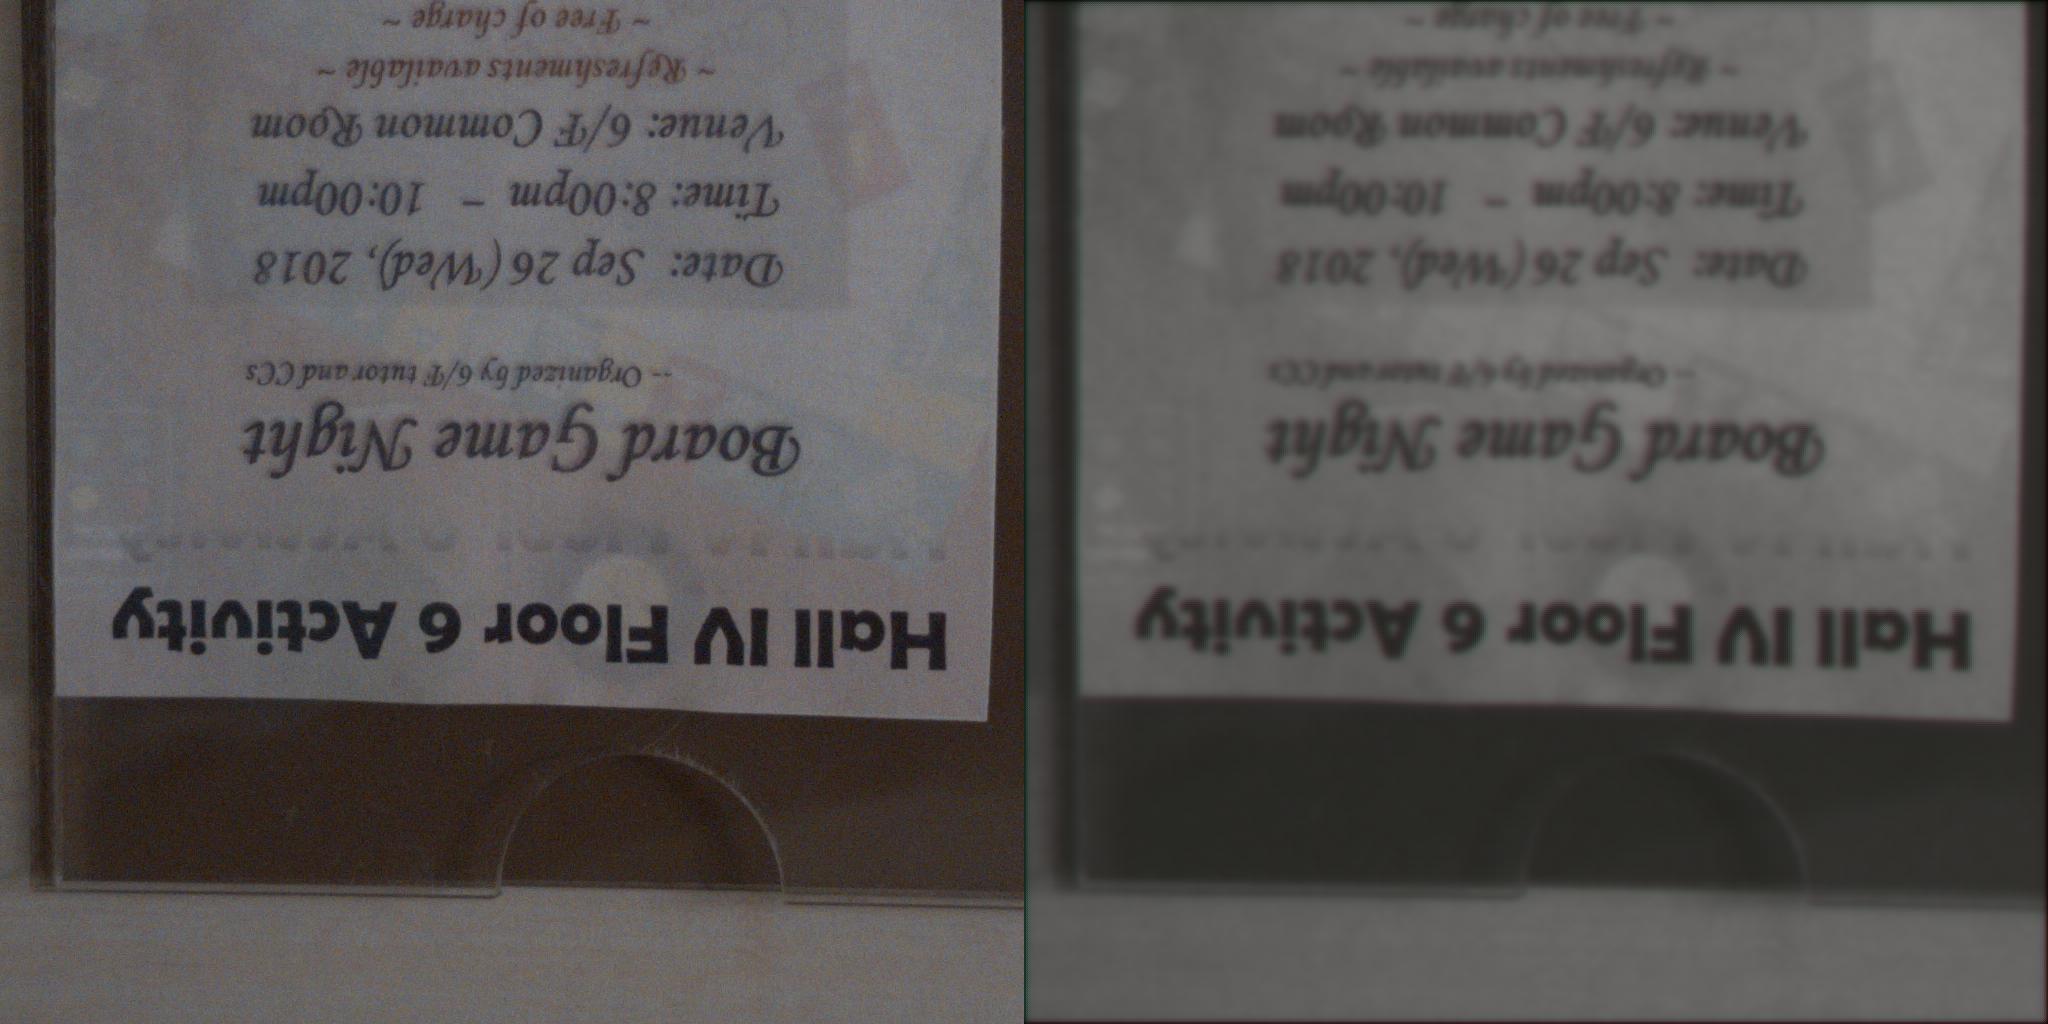 Hall IV Floor 6 Activity
Board Game Night
-- Organized by 6/F tutor and CCs
Date: Sep 26 (Wed), 2018
Time: 8:00pm – 10:00pm
Venue: 6/F Common Room
~ Refreshments available ~
~ Free of charge ~
Hall IV Floor 6 Activity
Board Game Night
-- Organized by 6/F tutor and CCs
Date: Sep 26 (Wed), 2018
Time: 8:00pm – 10:00pm
Venue: 6/F Common Room
~ Refreshments available ~
~ Free of charge ~